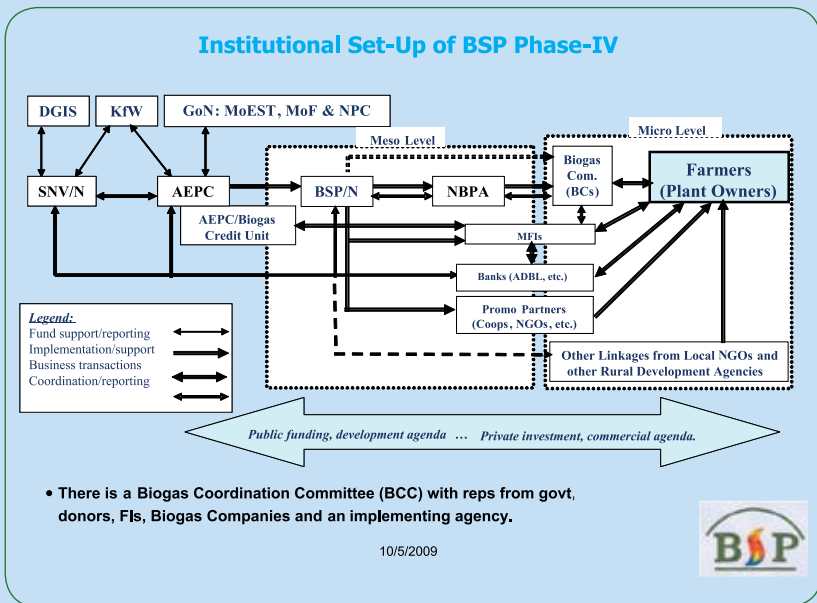 Institutional Set-Up of BSP Phase-IV
DGIS
KfW
GoN: MoEST, MoF & NPC
Meso Level
Micro Level
SNV/N
AEPC
BSP/N
NBPA
Biogas
Com.
(BCs)
Farmers
(Plant Owners)
AEPC/Biogas
Credit Unit
MFIs
Banks (ADBL, etc.)
Promo Partners
(Coops, NGOs, etc.)
Other Linkages from Local NGOs and
other Rural Development Agencies
Legend:
Fund support/reporting
Implementation/support
Business transactions
Coordination/reporting
Public funding, development agenda … Private investment, commercial agenda.
• There is a Biogas Coordination Committee (BCC) with reps from govt,
donors, FIs, Biogas Companies and an implementing agency.
10/5/2009
BSP